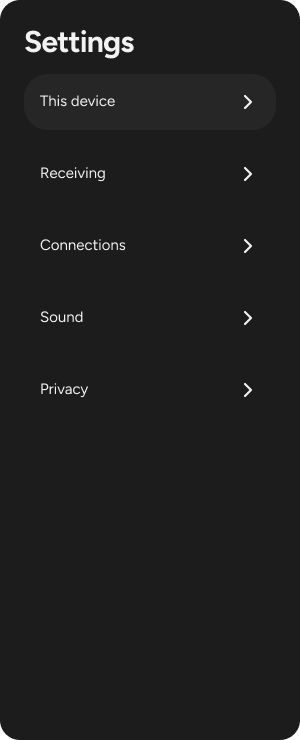 Settings
This device
Receiving
Connections
Sound
Privacy